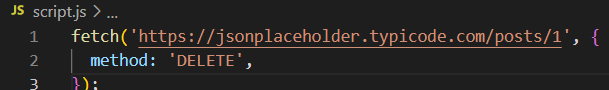 JS script.js > ...
1 fetch('https://jsonplaceholder.typicode.com/posts/1', {
2 method: 'DELETE',
3 });